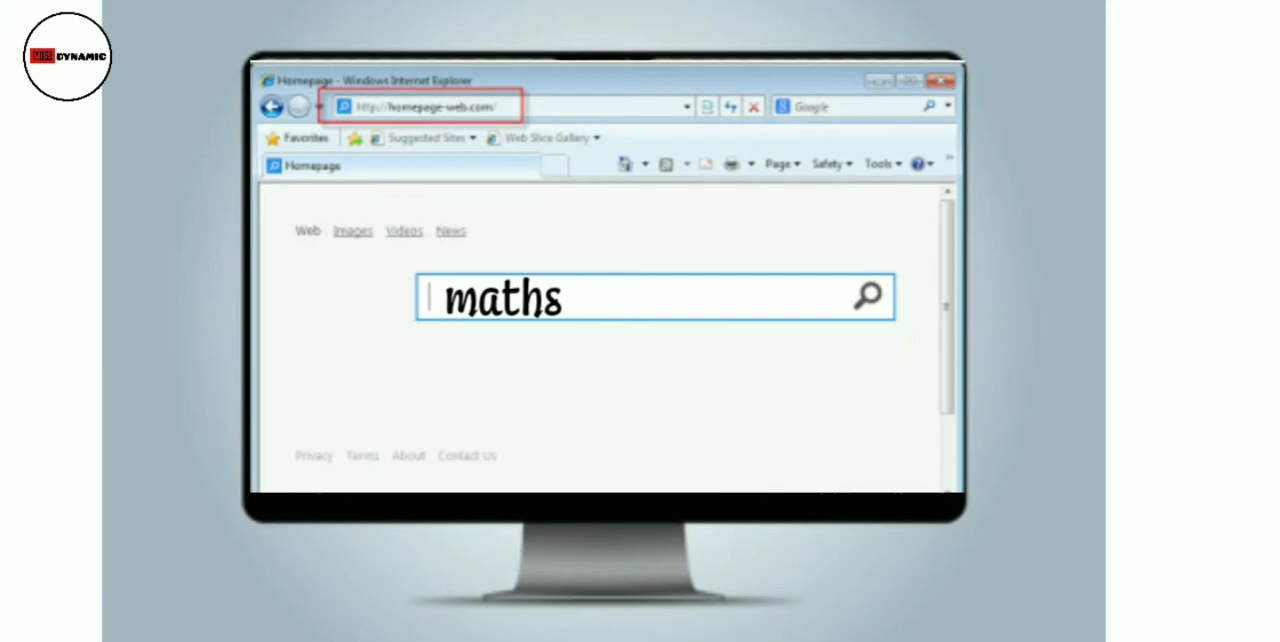 MISS DYNAMIC
Homepage - Windows Internet Explorer
http://homepage-web.com/
Google
Favorites Suggested Sites Web Slice Gallery
Homepage Page Safety Tools
Web Images Videos News
maths
Privacy Terms About Contact Us